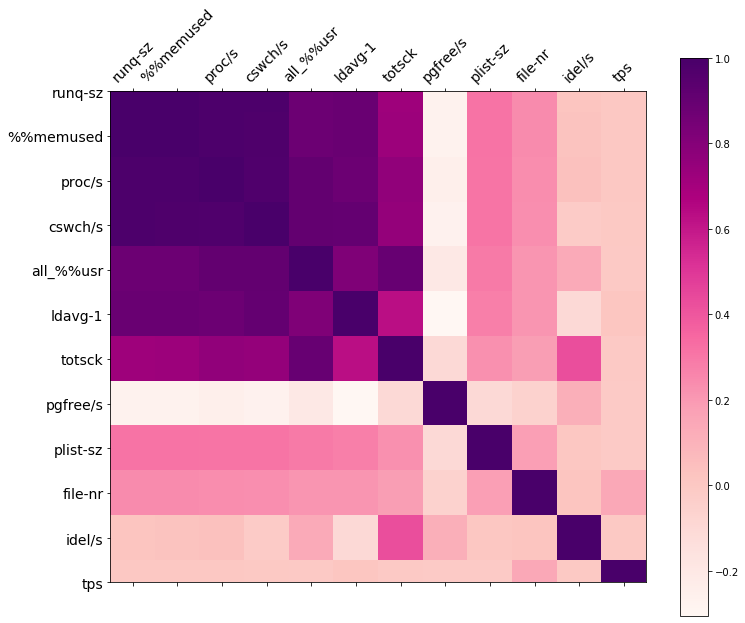 runq-sz
%%memused
proc/s
cswch/s
all_%%usr
ldavg-1
totsck
pgfree/s
plist-sz
file-nr
idel/s
tps
runq-sz
%%memused
proc/s
cswch/s
all_%%usr
ldavg-1
totsck
pgfree/s
plist-sz
file-nr
idel/s
tps
1.0
0.8
0.6
0.4
0.2
0.0
−0.2